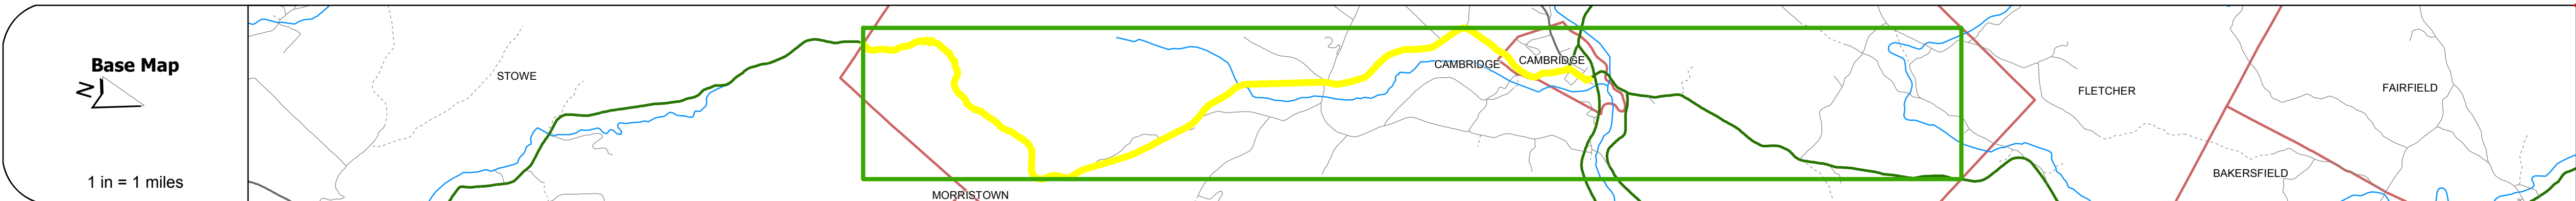 Base Map
N
1 in = 1 miles
STOWE
MORRISTOWN
CAMBRIDGE
CAMBRIDGE
FLETCHER
BAKERSFIELD
FAIRFIELD